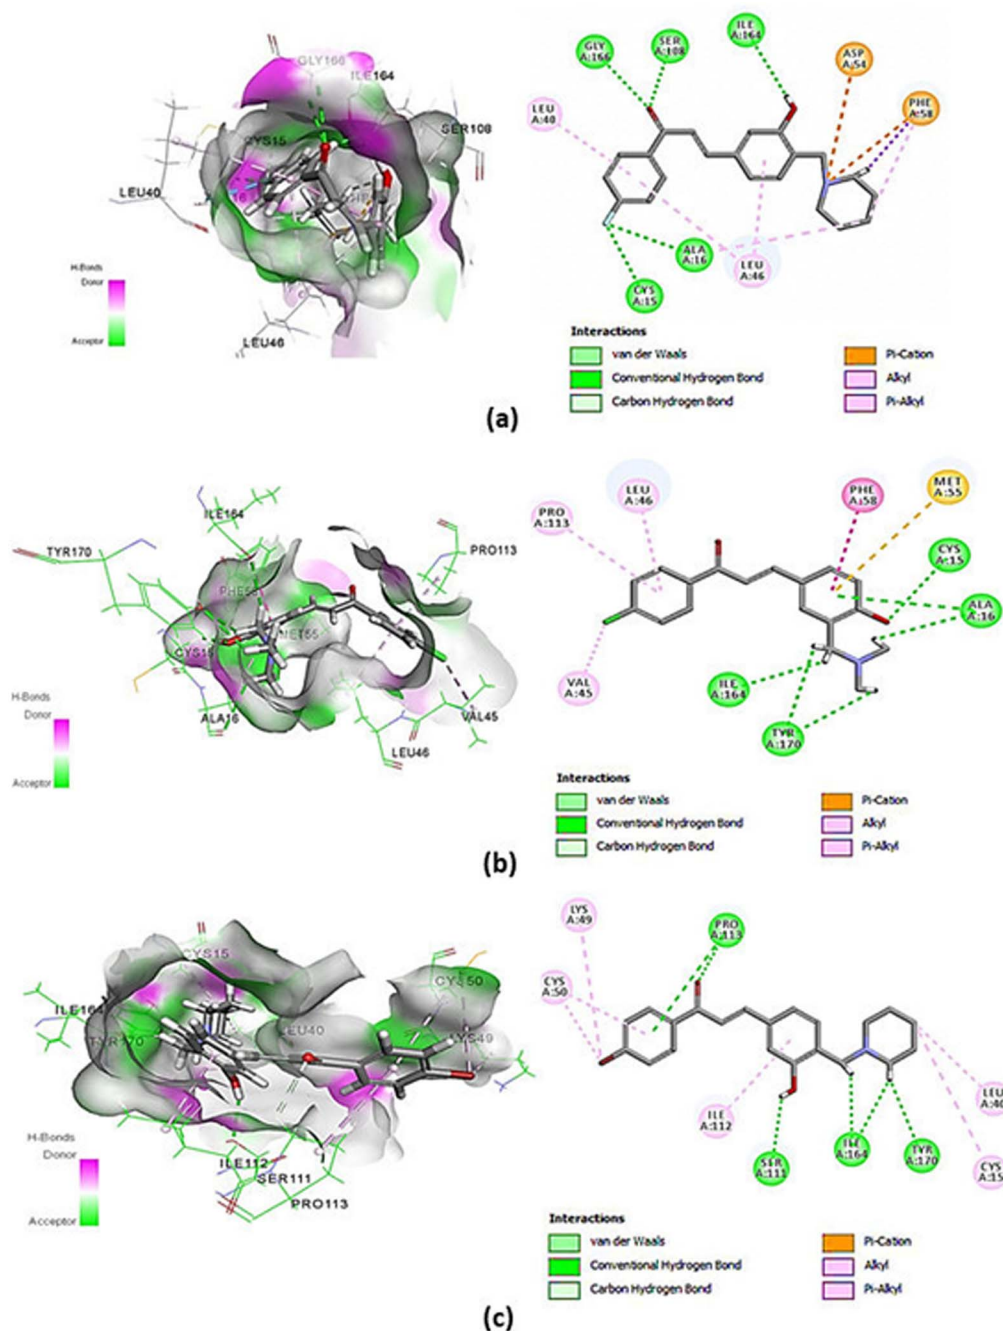 GLY166
ILE164
SER108
CYS15
LEU40
LEU46
H-Bonds
Donor
Acceptor
GLY
A:166
SER
A:108
ILE
A:164
ASP
A:54
PHE
A:58
LEU
A:40
ALA
A:16
LEU
A:46
CYS
A:15
Interactions
van der Waals
Conventional Hydrogen Bond
Carbon Hydrogen Bond
Pi-Cation
Alkyl
Pi-Alkyl
(a)
ILE164
TYR170
PRO113
PHE58
MET55
CYS15
ALA16
VAL45
LEU46
H-Bonds
Donor
Acceptor
PRO
A:113
LEU
A:46
PHE
A:58
MET
A:55
CYS
A:15
ALA
A:16
VAL
A:45
ILE
A:164
TYR
A:170
Interactions
van der Waals
Conventional Hydrogen Bond
Carbon Hydrogen Bond
Pi-Cation
Alkyl
Pi-Alkyl
(b)
CYS15
CYS50
ILE164
TYR170
LEU40
LYS49
ILE112
SER111
PRO113
H-Bonds
Donor
Acceptor
LYS
A:49
PRO
A:113
CYS
A:50
ILE
A:112
SER
A:111
ILE
A:164
TYR
A:170
LEU
A:40
CYS
A:15
Interactions
van der Waals
Conventional Hydrogen Bond
Carbon Hydrogen Bond
Pi-Cation
Alkyl
Pi-Alkyl
(c)